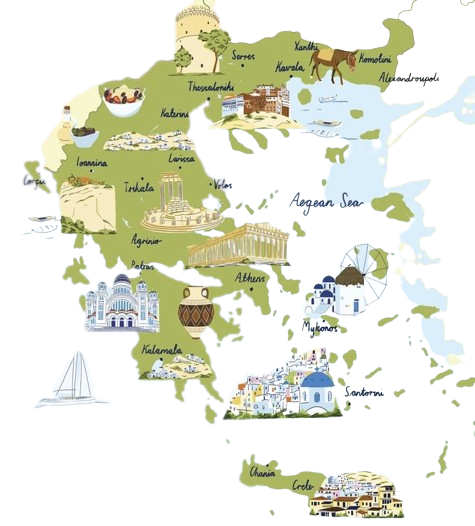 Xanthi
Serres
Komotini
Kavala
Alexandroupoli
Thessaloniki
Katerini
Larissa
Ioannina
Corcu
Trikala
Volos
Aegean Sea
Agrinio
Patras
Athens
Mykonos
Kalamata
Santorini
Chania
Crete